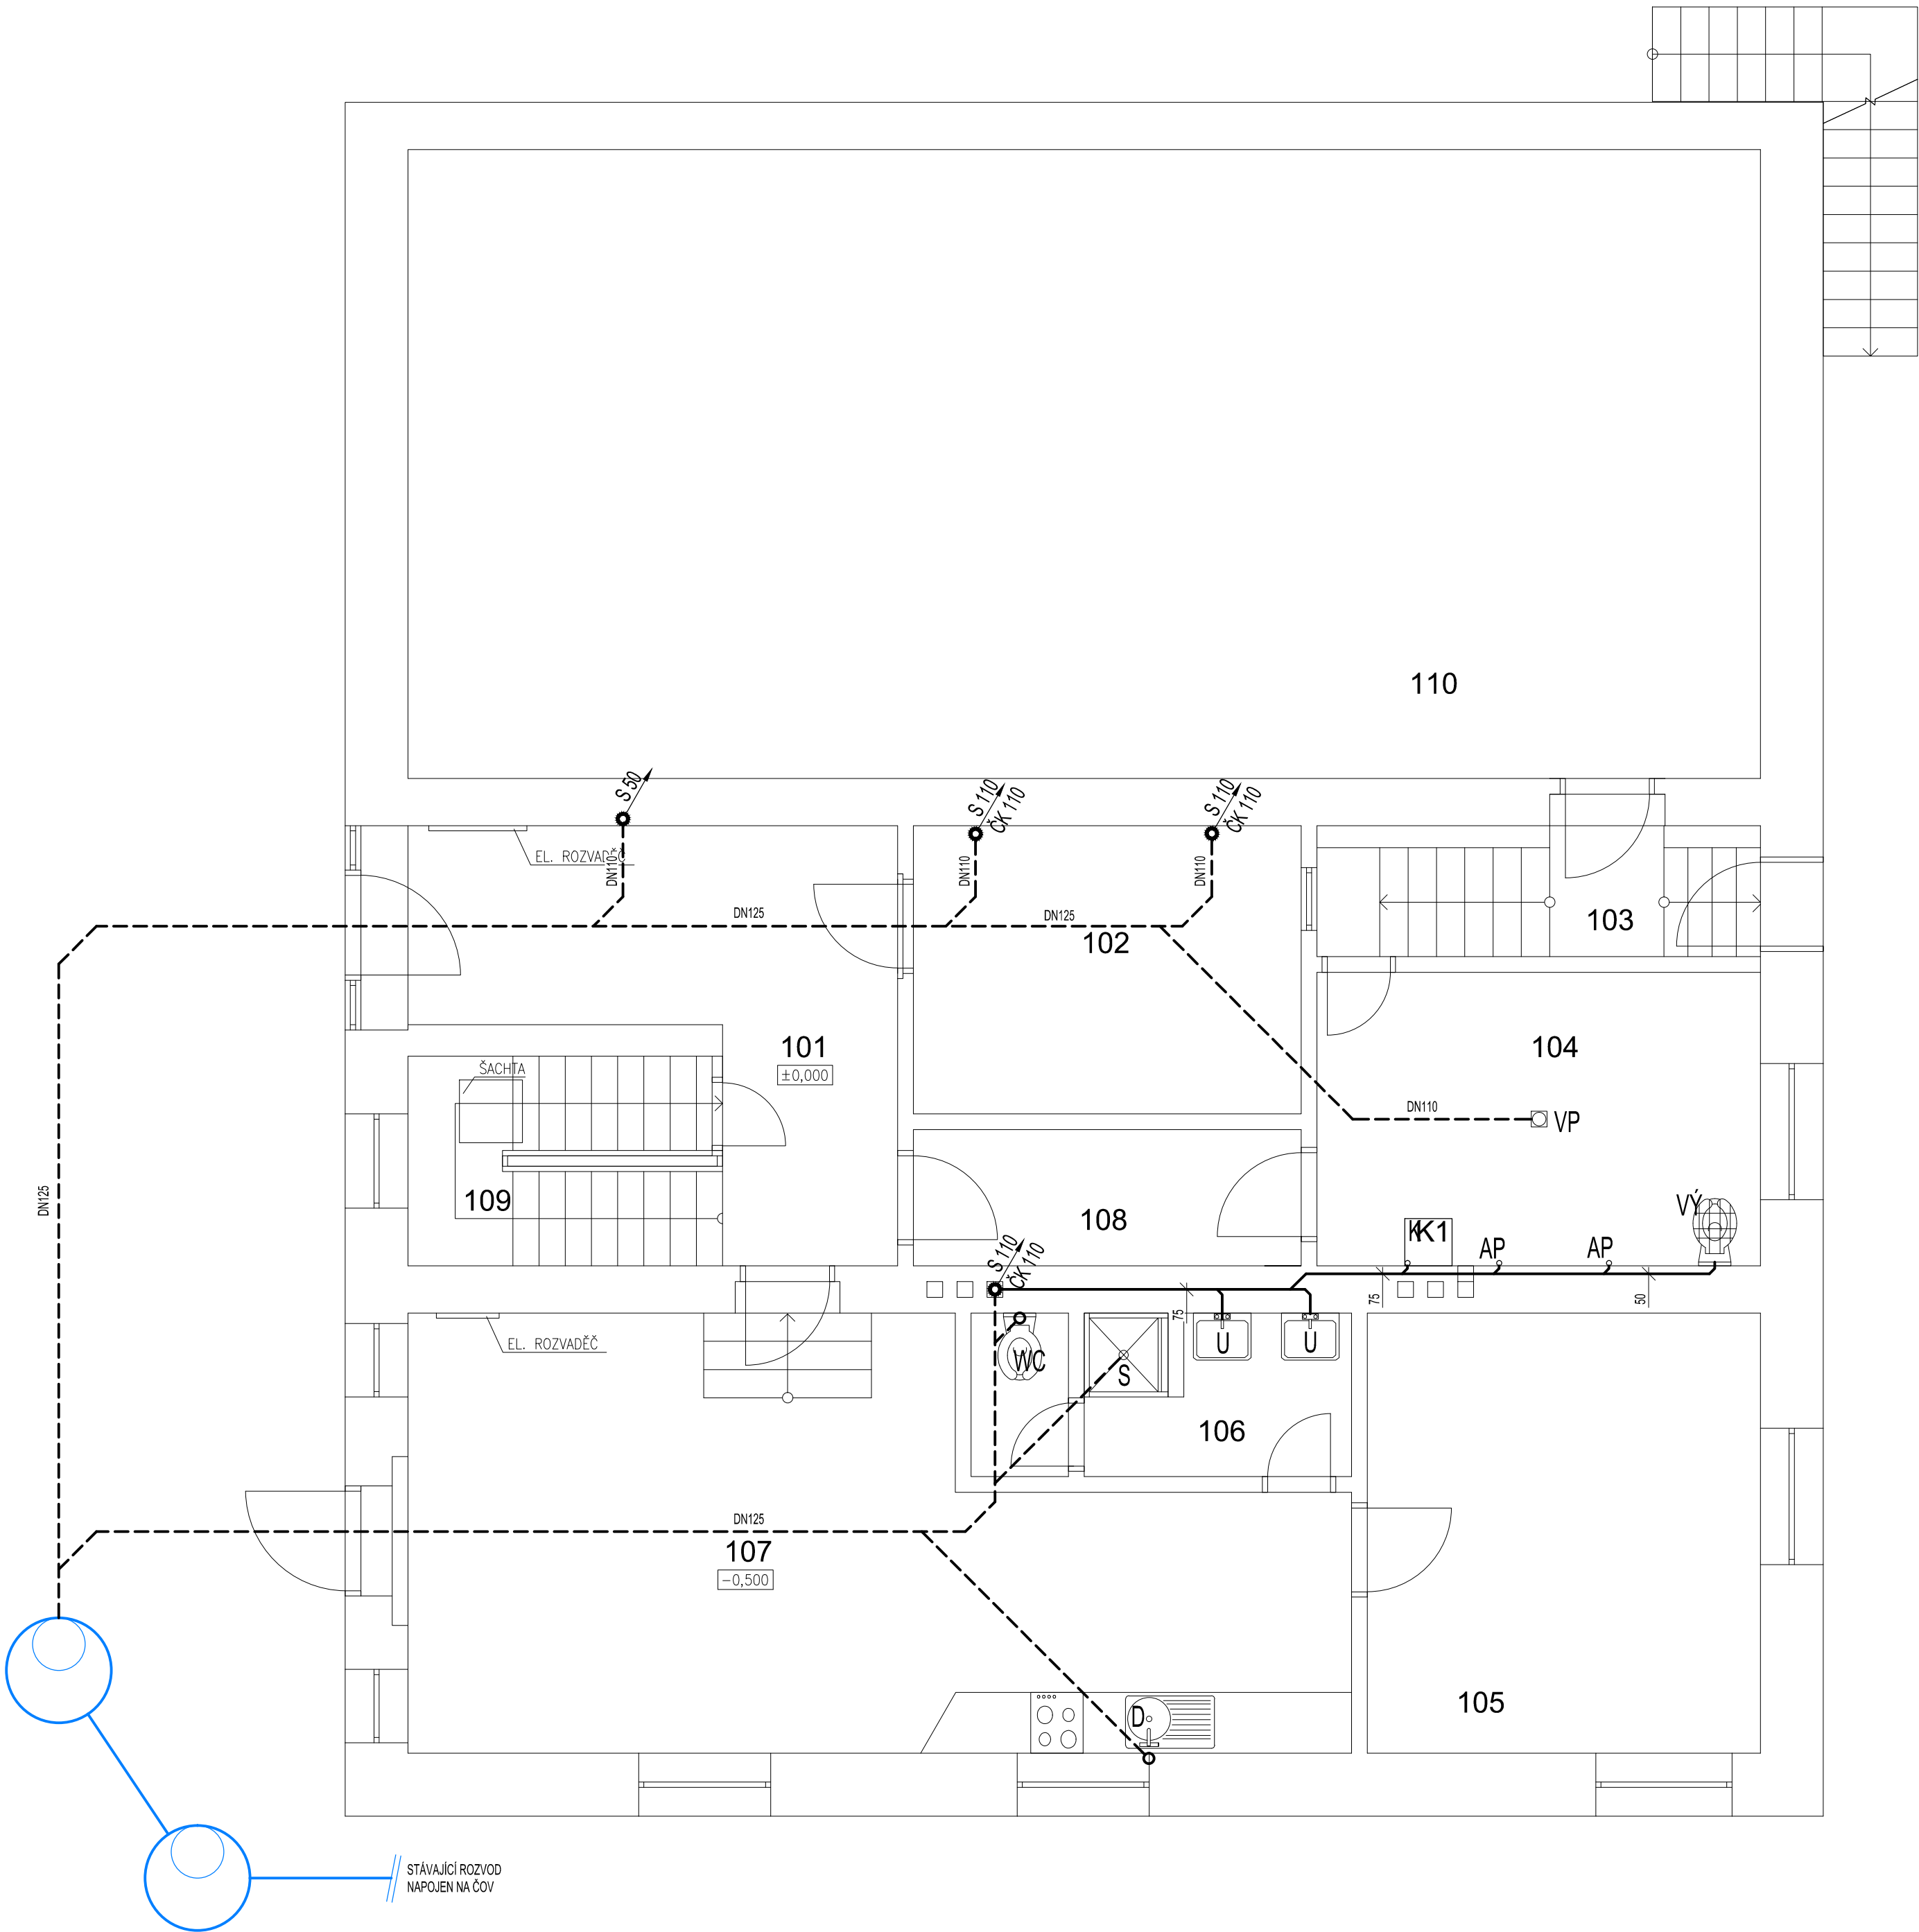 110
S 50
S 110
ČK 110
S 110
ČK 110
EL. ROZVADĚČ
DN110
DN110
DN110
DN125
DN125
102
103
101
±0,000
104
ŠACHTA
DN110
VP
DN125
109
108
VÝ
K
K1
AP
AP
S 110
ČK 110
75
50
75
EL. ROZVADĚČ
WC
S
U
U
106
DN125
107
-0,500
D
105
STÁVAJÍCÍ ROZVOD
NAPOJEN NA ČOV